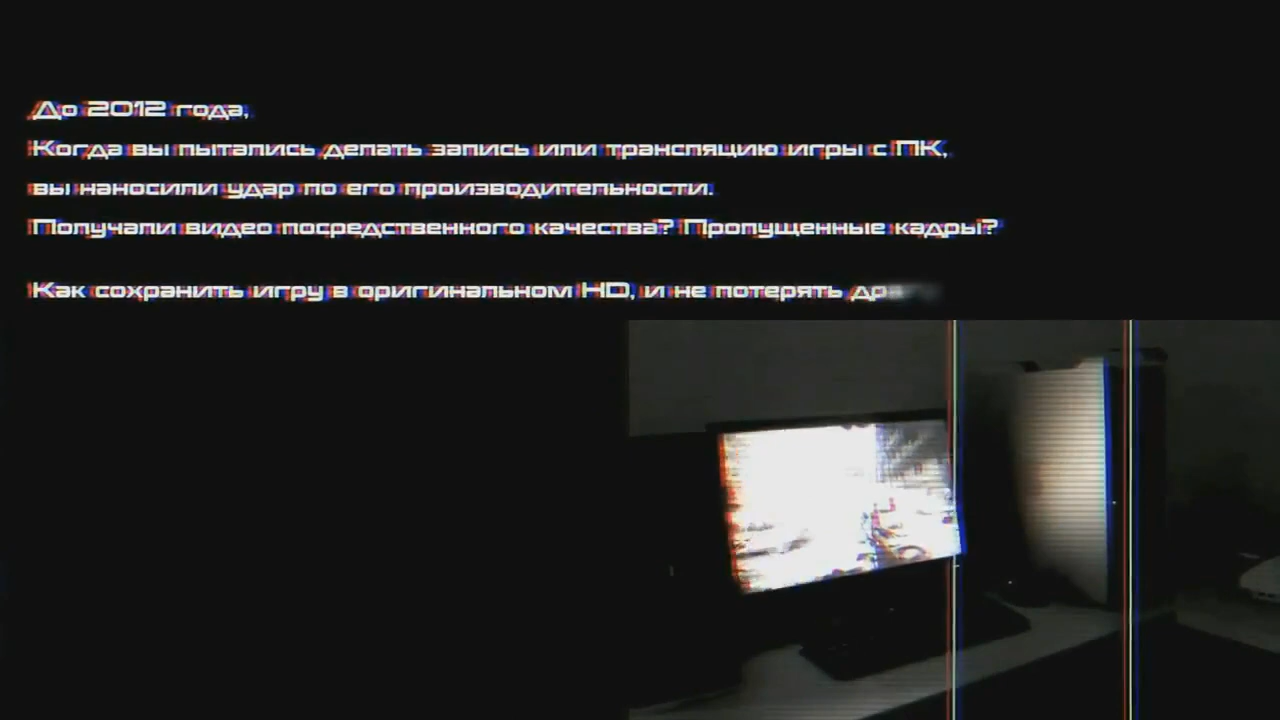 До 2012 года,
Когда вы пытались делать запись или трансляцию игры с ПК,
вы наносили удар по его производительности.
Получали видео посредственного качества? Пропущенные кадры?
Как сохранить игру в оригинальном HD, и не потерять